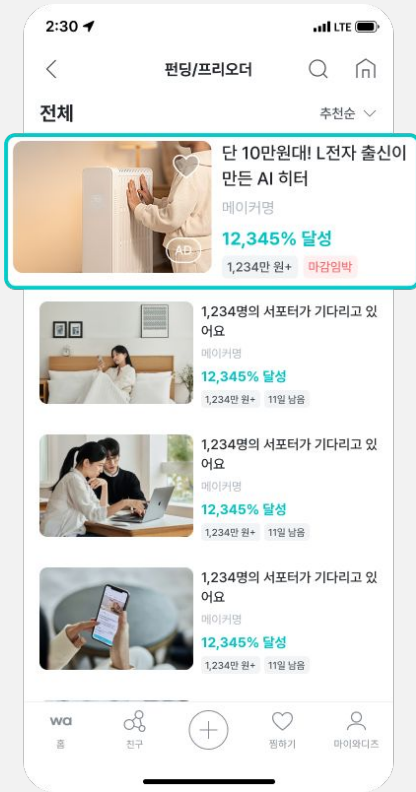 2:30
LTE
펀딩/프리오더
전체
추천순
단 10만원대! L전자 출신이
만든 AI 히터
메이커명
12,345% 달성
1,234만 원+ 마감임박
AD
1,234명의 서포터가 기다리고 있
어요
메이커명
12,345% 달성
1,234만 원+ 11일 남음
1,234명의 서포터가 기다리고 있
어요
메이커명
12,345% 달성
1,234만 원+ 11일 남음
1,234명의 서포터가 기다리고 있
어요
메이커명
12,345% 달성
1,234만 원+ 11일 남음
wa
홈 친구 찜하기 마이와디즈